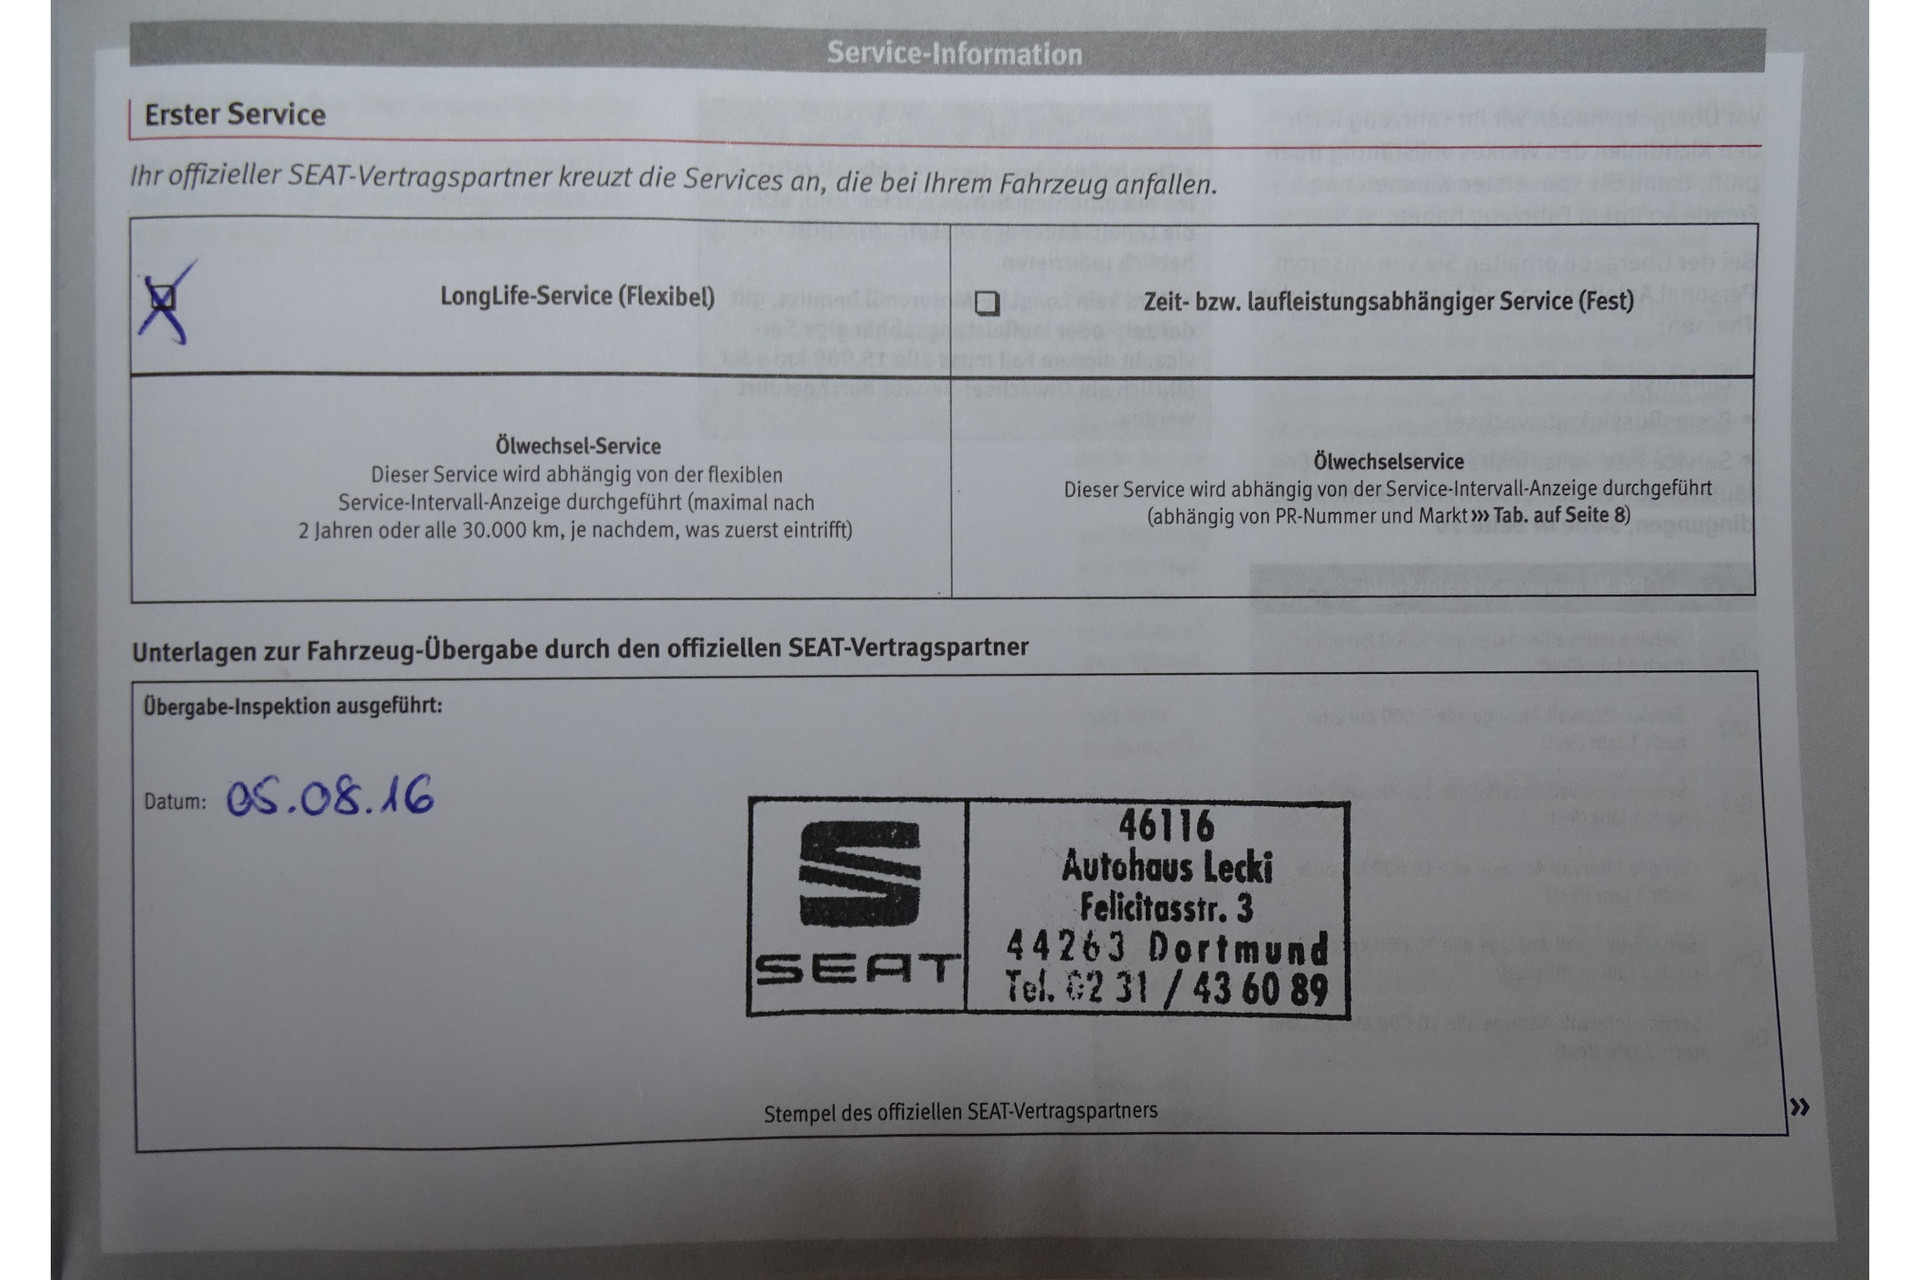 Service-Information
Erster Service
Ihr offizieller SEAT-Vertragspartner kreuzt die Services an, die bei Ihrem Fahrzeug anfallen.
LongLife-Service (Flexibel)
Zeit- bzw. laufleistungsabhängiger Service (Fest)
Ölwechsel-Service
Dieser Service wird abhängig von der flexiblen
Service-Intervall-Anzeige durchgeführt (maximal nach
2 Jahren oder alle 30.000 km, je nachdem, was zuerst eintrifft)
Ölwechselservice
Dieser Service wird abhängig von der Service-Intervall-Anzeige durchgeführt
(abhängig von PR-Nummer und Markt ››› Tab. auf Seite 8)
Unterlagen zur Fahrzeug-Übergabe durch den offiziellen SEAT-Vertragspartner
Übergabe-Inspektion ausgeführt:
Datum: 05.08.16
SEAT
46116
Autohaus Lecki
Felicitasstr. 3
44263 Dortmund
Tel. 02 31 / 43 60 89
Stempel des offiziellen SEAT-Vertragspartners
»